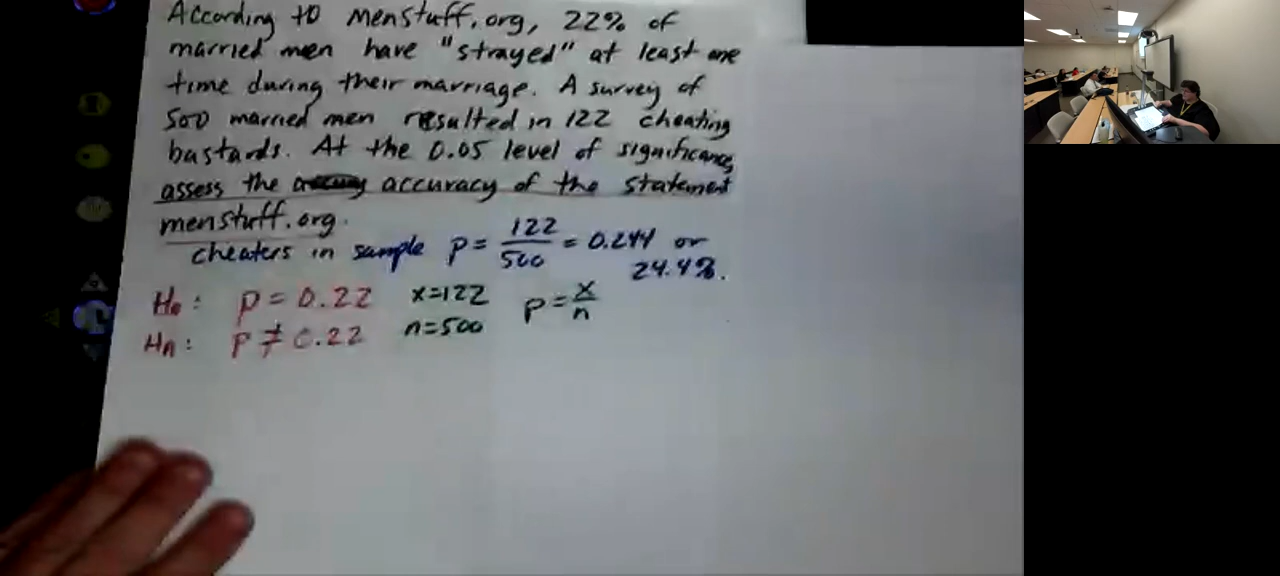 According to menstuff.org, 22% of
married men have "strayed" at least one
time during their marriage. A survey of
500 married men resulted in 122 cheating
bastards. At the 0.05 level of significance,
assess the accuracy of the statement
menstuff.org.
cheaters in sample p = 122/500 = 0.244 or
24.4%.
H₀: p = 0.22 x=122 p = x/n
Hₐ: p ≠ 0.22 n=500